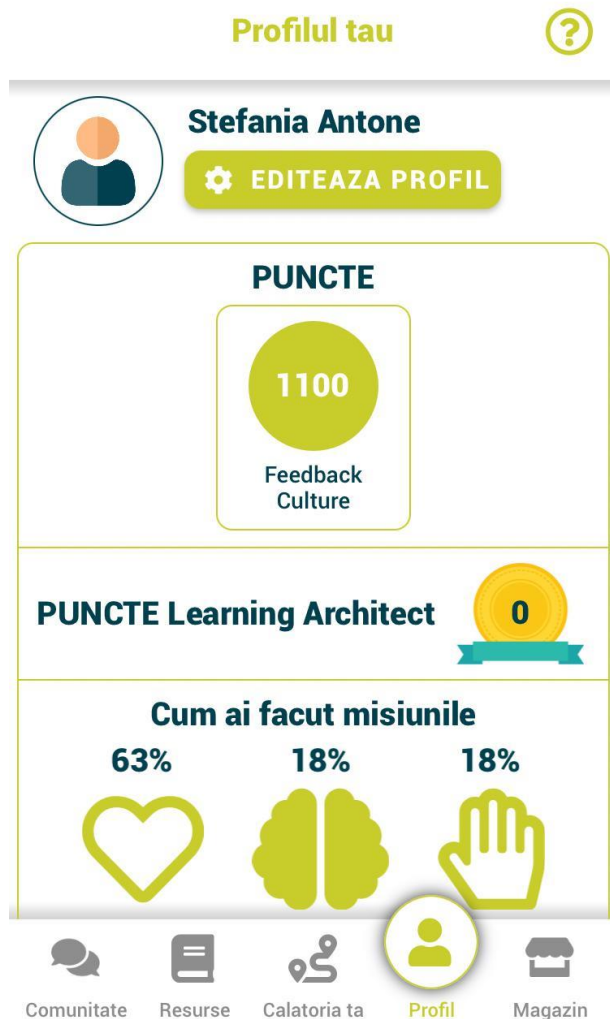 Profilul tau
?
Stefania Antone
EDITEAZA PROFIL
PUNCTE
1100
Feedback
Culture
PUNCTE Learning Architect
0
Cum ai facut misiunile
63% 18% 18%
Comunitate Resurse Calatoria ta Profil Magazin